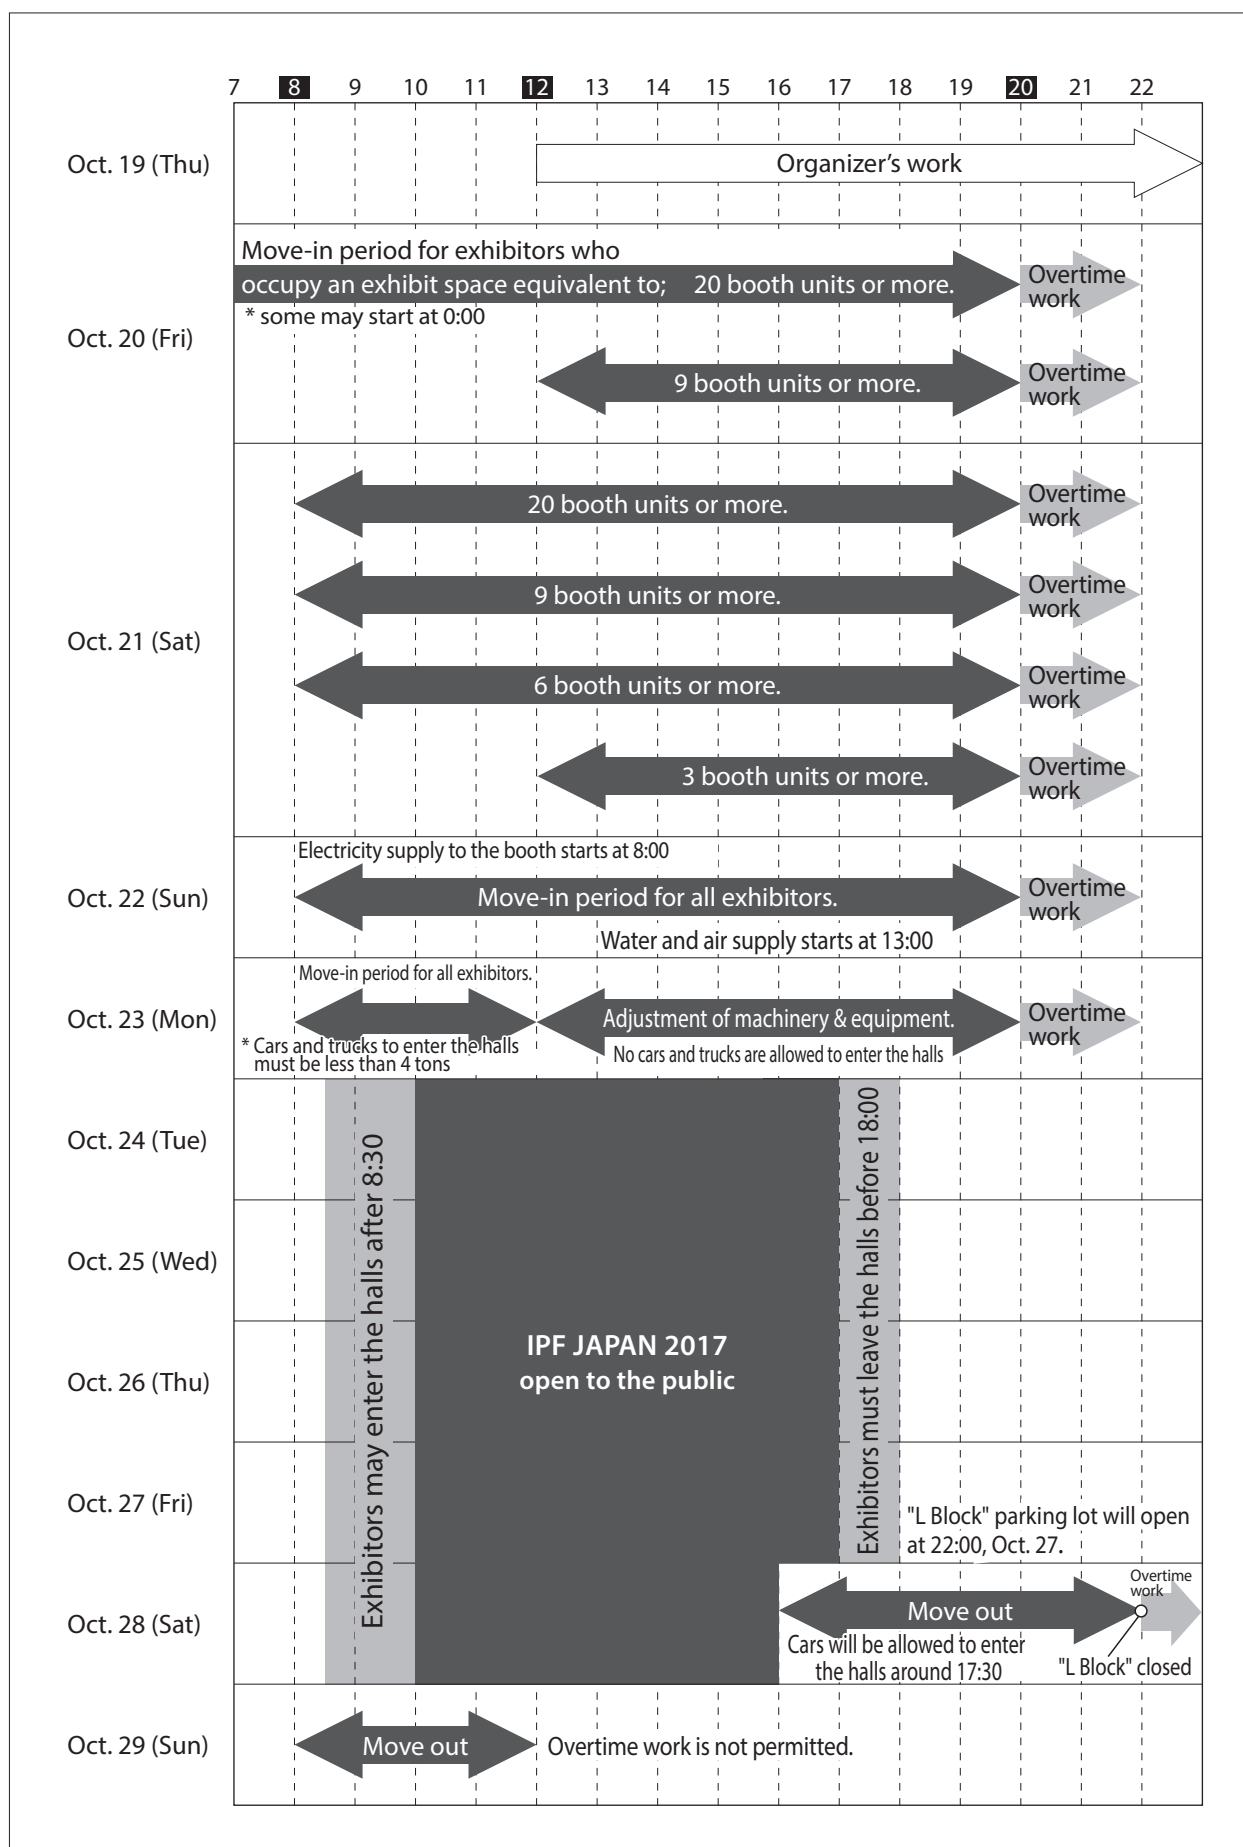 7 8 9 10 11 12 13 14 15 16 17 18 19 20 21 22
Oct. 19 (Thu)
Organizer's work
Oct. 20 (Fri)
Move-in period for exhibitors who
occupy an exhibit space equivalent to; 20 booth units or more.
* some may start at 0:00
Overtime
work
9 booth units or more.
Overtime
work
Oct. 21 (Sat)
20 booth units or more.
Overtime
work
9 booth units or more.
Overtime
work
6 booth units or more.
Overtime
work
3 booth units or more.
Overtime
work
Oct. 22 (Sun)
Electricity supply to the booth starts at 8:00
Move-in period for all exhibitors.
Overtime
work
Water and air supply starts at 13:00
Oct. 23 (Mon)
Move-in period for all exhibitors.
* Cars and trucks to enter the halls
must be less than 4 tons
Adjustment of machinery & equipment.
No cars and trucks are allowed to enter the halls
Overtime
work
Oct. 24 (Tue)
Oct. 25 (Wed)
Oct. 26 (Thu)
Oct. 27 (Fri)
Exhibitors may enter the halls after 8:30
IPF JAPAN 2017
open to the public
Exhibitors must leave the halls before 18:00
"L Block" parking lot will open
at 22:00, Oct. 27.
Oct. 28 (Sat)
Move out
Cars will be allowed to enter
the halls around 17:30
Overtime
work
"L Block" closed
Oct. 29 (Sun)
Move out
Overtime work is not permitted.